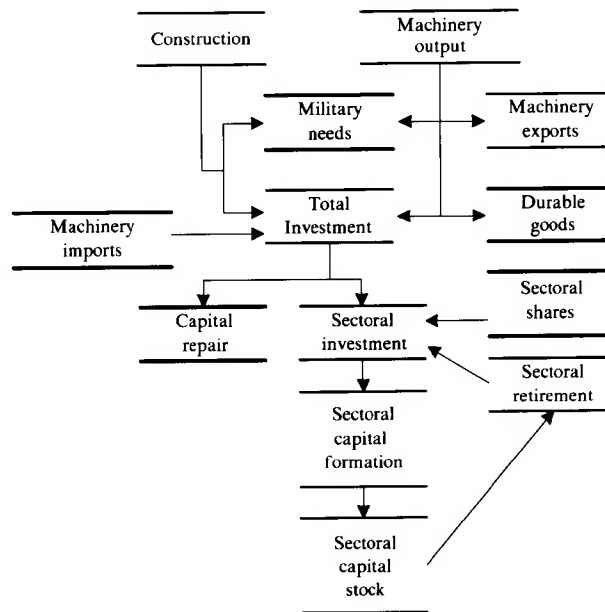 Construction
Machinery
output
Military
needs
Machinery
exports
Machinery
imports
Total
Investment
Durable
goods
Capital
repair
Sectoral
investment
Sectoral
shares
Sectoral
retirement
Sectoral
capital
formation
Sectoral
capital
stock